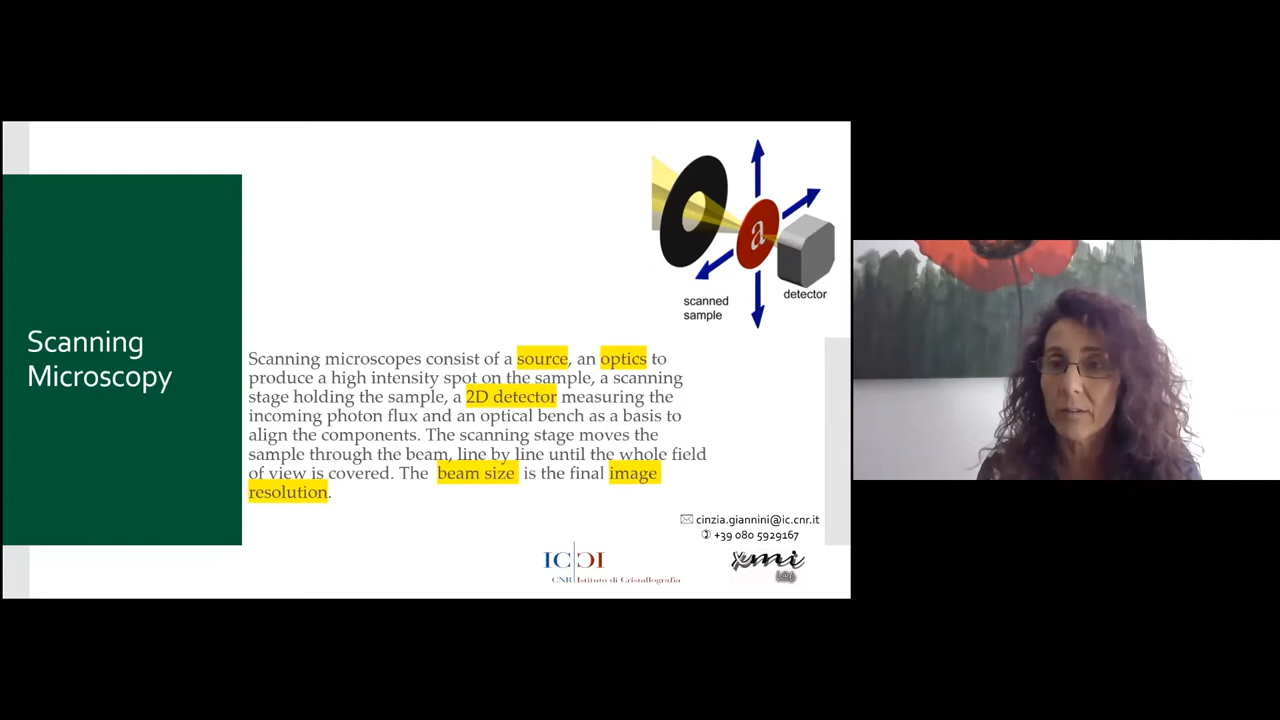 Scanning
Microscopy
a
scanned
sample
detector
Scanning microscopes consist of a source, an optics to
produce a high intensity spot on the sample, a scanning
stage holding the sample, a 2D detector measuring the
incoming photon flux and an optical bench as a basis to
align the components. The scanning stage moves the
sample through the beam, line by line until the whole field
of view is covered. The beam size is the final image
resolution.
cinzia.giannini@ic.cnr.it
+39 080 5929167
CNR Istituto di Cristallografia